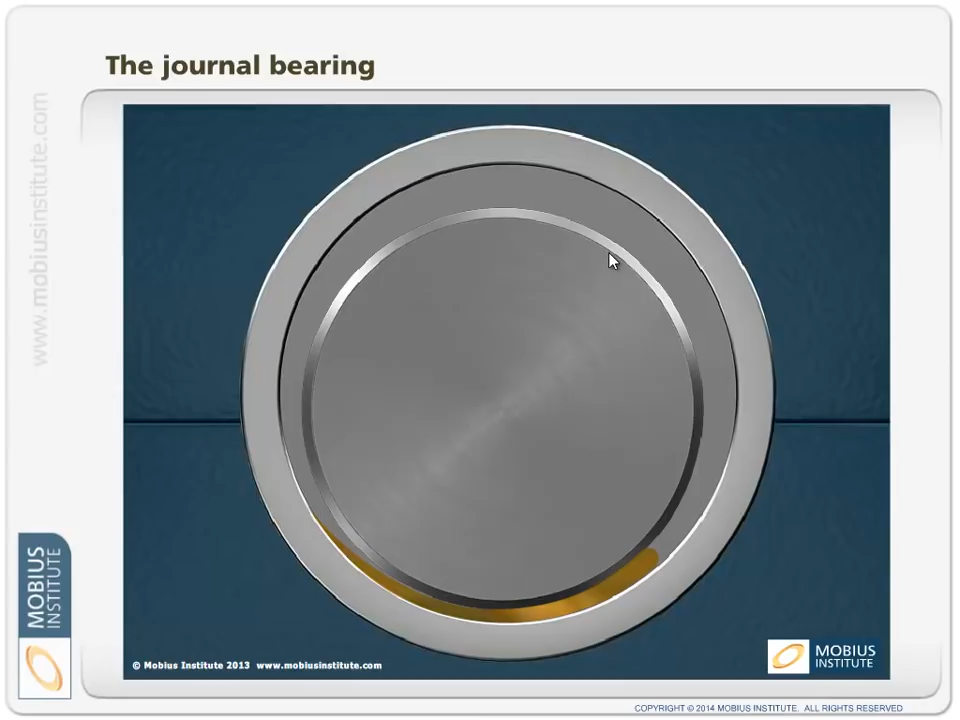 The journal bearing
www.mobiusinstitute.com
MOBIUS
INSTITUTE
© Mobius Institute 2013 www.mobiusinstitute.com
MOBIUS
INSTITUTE
COPYRIGHT © 2014 MOBIUS INSTITUTE. ALL RIGHTS RESERVED